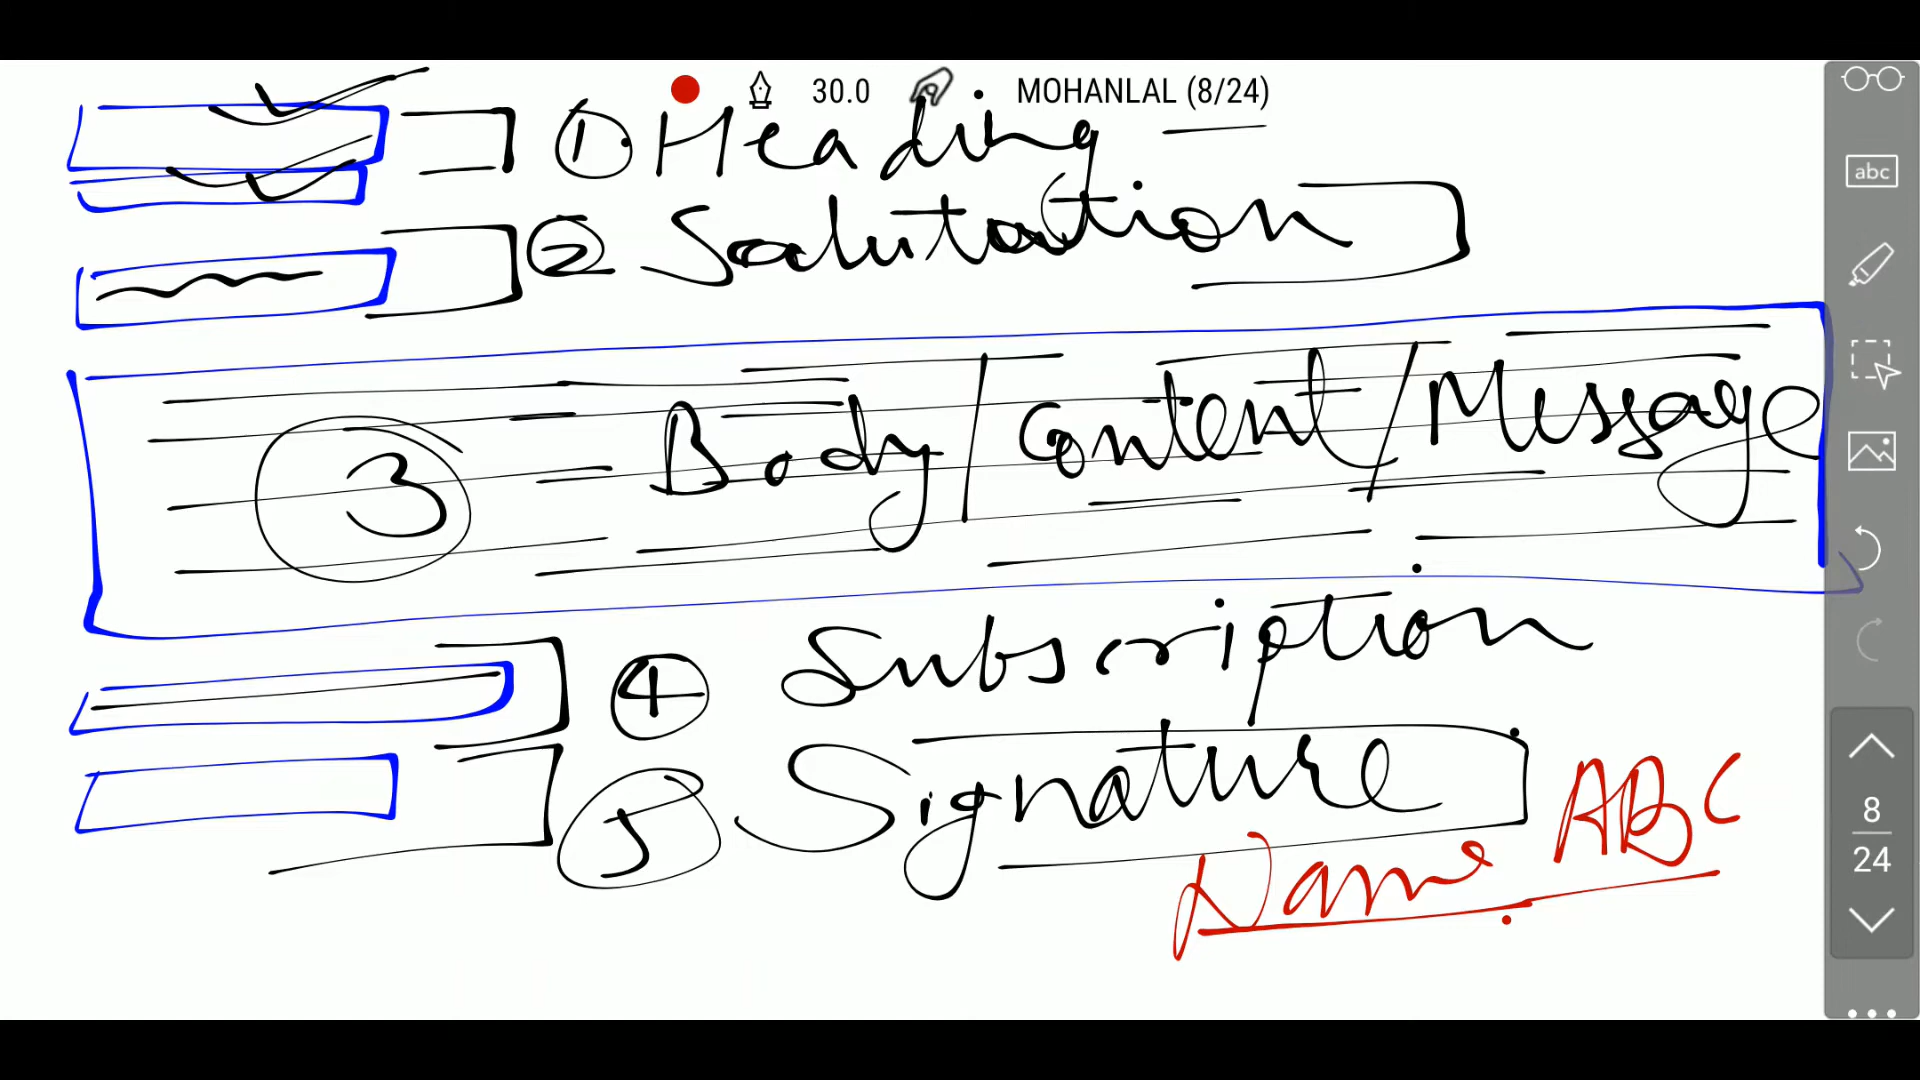 30.0 MOHANLAL (8/24)
abc
① Heading
② Salutation
③ Body/Content/Message
④ Subscription
⑤ Signature
Name ABC
8
24